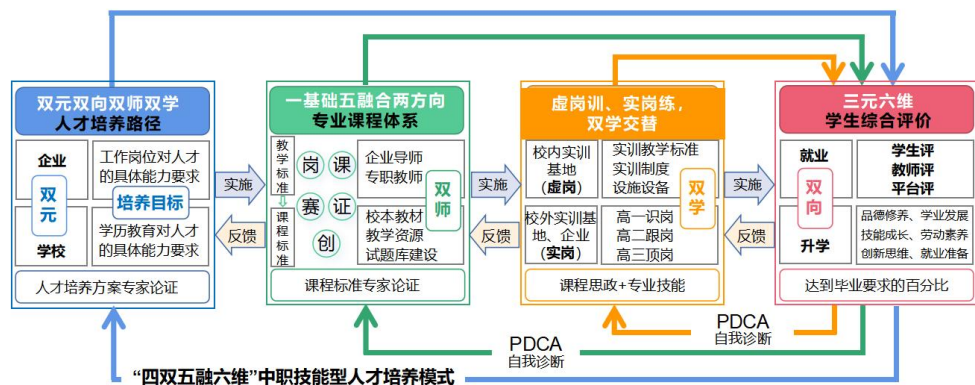 双元双向双师双学
人才培养路径
企业
双元
学校
工作岗位对人才
的具体能力要求
培养目标
学历教育对人才
的具体能力要求
人才培养方案专家论证
实施
反馈
一基础五融合两方向
专业课程体系
教学标准
课程标准
岗
课
赛
证
创
企业导师
专职教师
双师
校本教材
教学资源
试题库建设
课程标准专家论证
实施
反馈
虚岗训、实岗练,
双学交替
校内实训
基地
(虚岗)
实训教学标准
实训制度
设施设备
双学
校外实训基
地、企业
(实岗)
高一识岗
高二跟岗
高三顶岗
课程思政+专业技能
实施
反馈
三元六维
学生综合评价
就业
双向
升学
学生评
教师评
平台评
品德修养、学业发展
技能成长、劳动素养
创新思维、就业准备
达到毕业要求的百分比
PDCA
自我诊断
PDCA
自我诊断
“四双五融六维”中职技能型人才培养模式